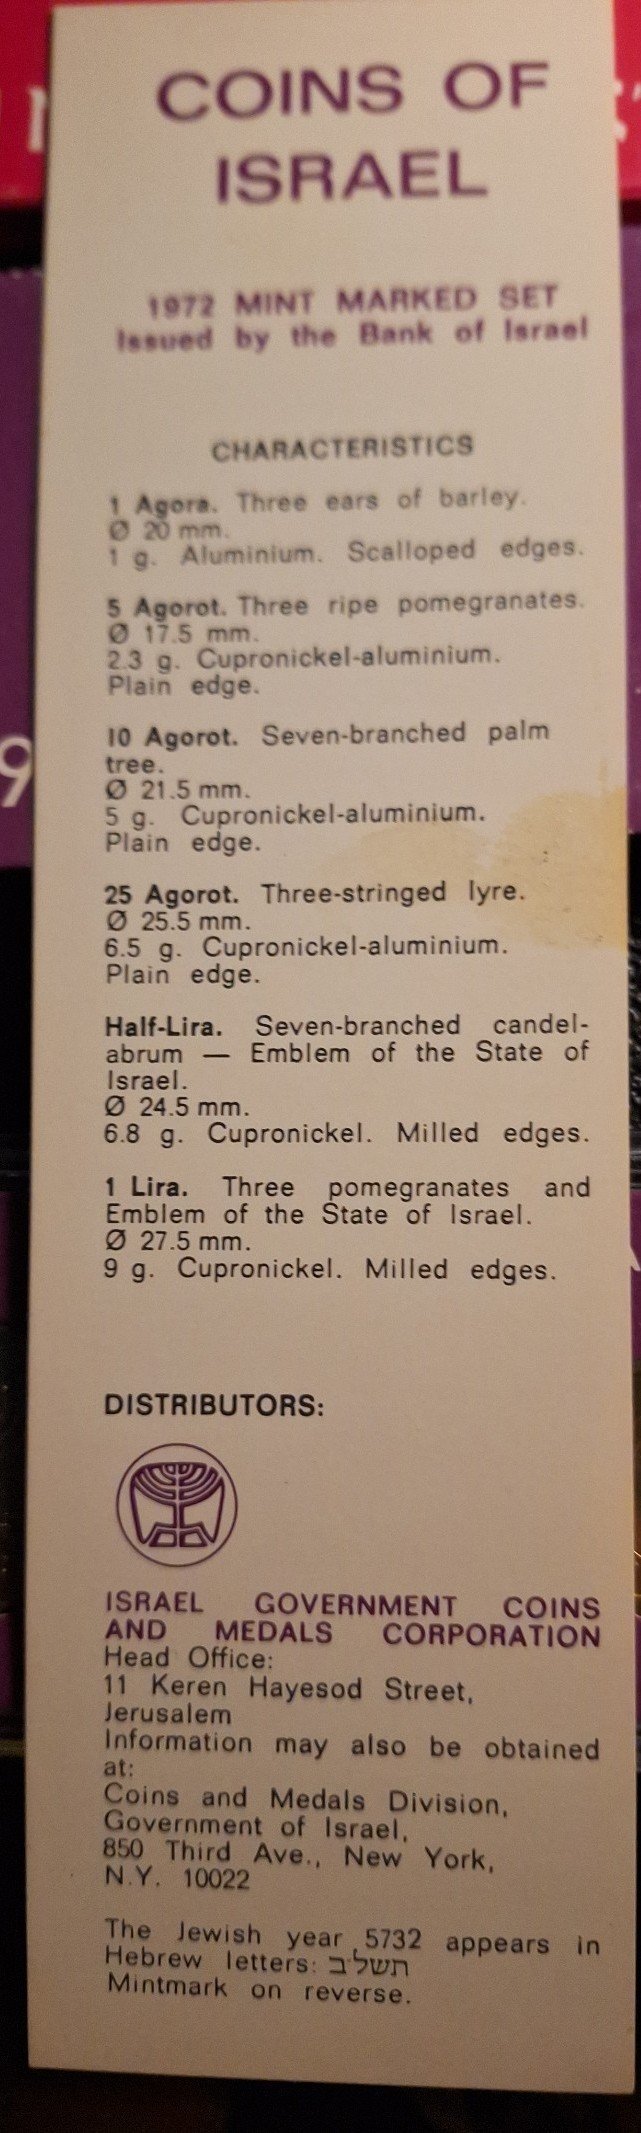 COINS OF
ISRAEL
1972 MINT MARKED SET
Issued by the Bank of Israel
CHARACTERISTICS
1 Agora. Three ears of barley.
Ø 20 mm.
1 g. Aluminium. Scalloped edges.
5 Agorot. Three ripe pomegranates.
Ø 17.5 mm.
2.3 g. Cupronickel-aluminium.
Plain edge.
10 Agorot. Seven-branched palm
tree.
Ø 21.5 mm.
5 g. Cupronickel-aluminium.
Plain edge.
25 Agorot. Three-stringed lyre.
Ø 25.5 mm.
6.5 g. Cupronickel-aluminium.
Plain edge.
Half-Lira. Seven-branched candel-
abrum — Emblem of the State of
Israel.
Ø 24.5 mm.
6.8 g. Cupronickel. Milled edges.
1 Lira. Three pomegranates and
Emblem of the State of Israel.
Ø 27.5 mm.
9 g. Cupronickel. Milled edges.
DISTRIBUTORS:
ISRAEL GOVERNMENT COINS
AND MEDALS CORPORATION
Head Office:
11 Keren Hayesod Street,
Jerusalem
Information may also be obtained
at:
Coins and Medals Division,
Government of Israel,
850 Third Ave., New York,
N.Y. 10022
The Jewish year 5732 appears in
Hebrew letters: תשל׳ב
Mintmark on reverse.
9